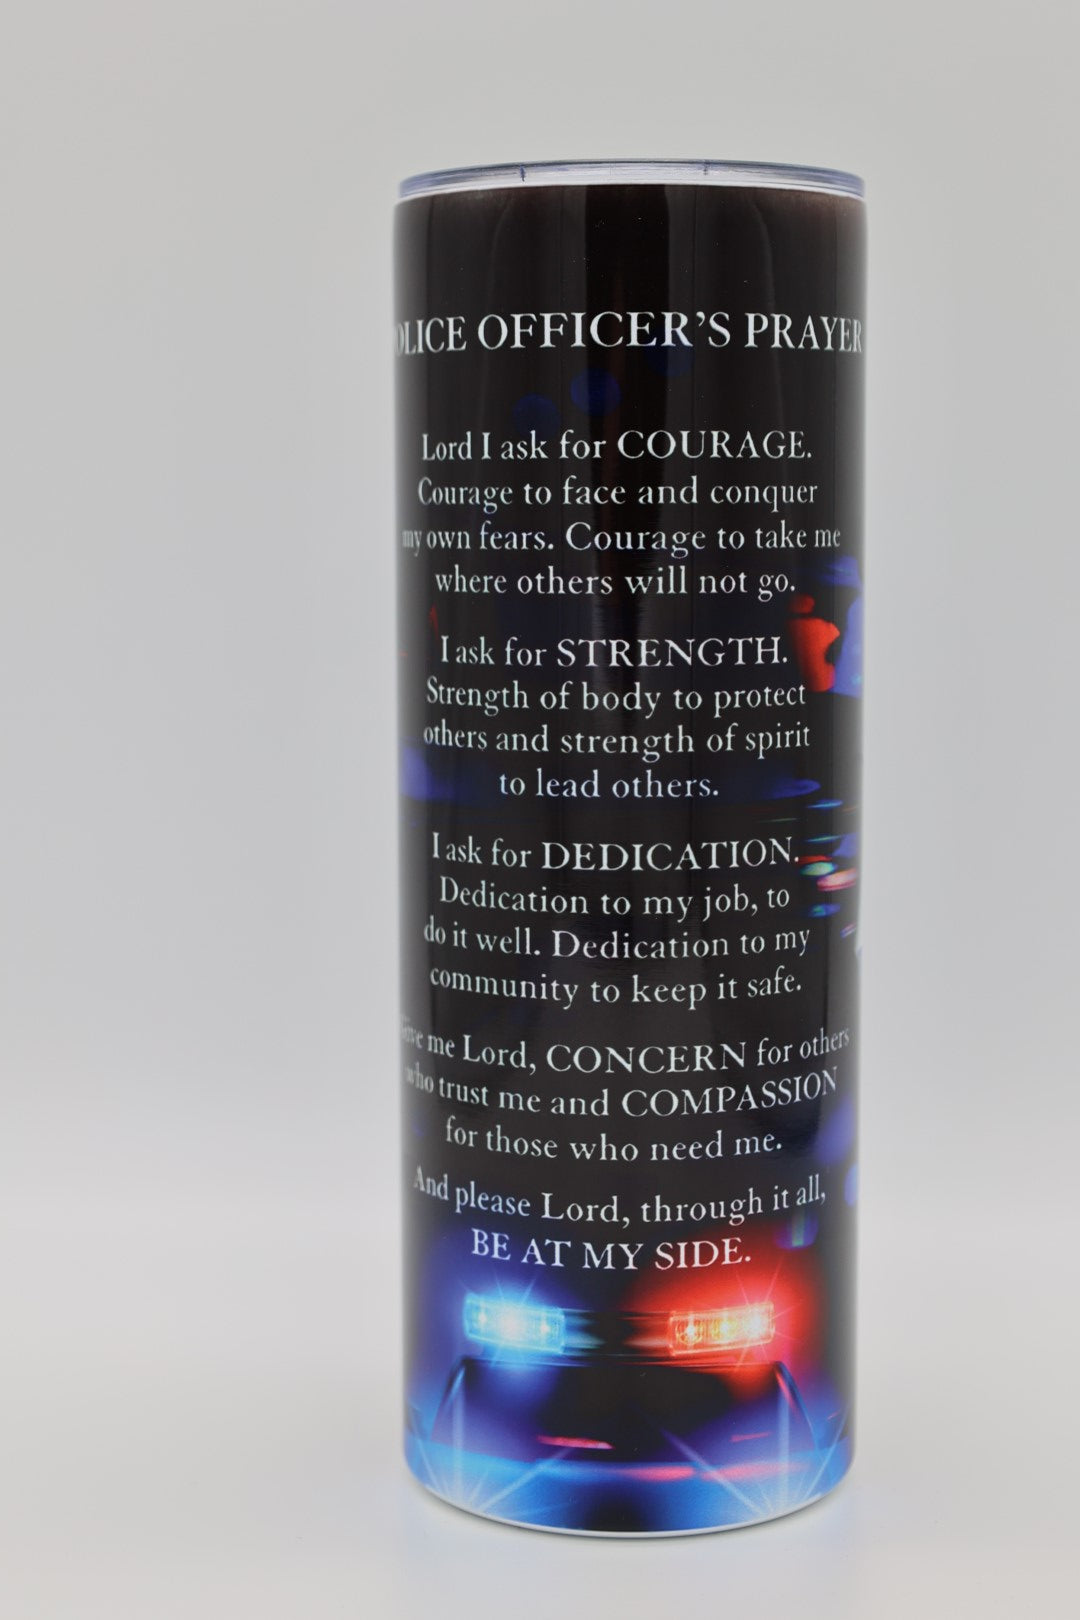 POLICE OFFICER'S PRAYER
Lord I ask for COURAGE.
Courage to face and conquer
my own fears. Courage to take me
where others will not go.
I ask for STRENGTH.
Strength of body to protect
others and strength of spirit
to lead others.
I ask for DEDICATION.
Dedication to my job, to
do it well. Dedication to my
community to keep it safe.
Give me Lord, CONCERN for others
who trust me and COMPASSION
for those who need me.
And please Lord, through it all,
BE AT MY SIDE.